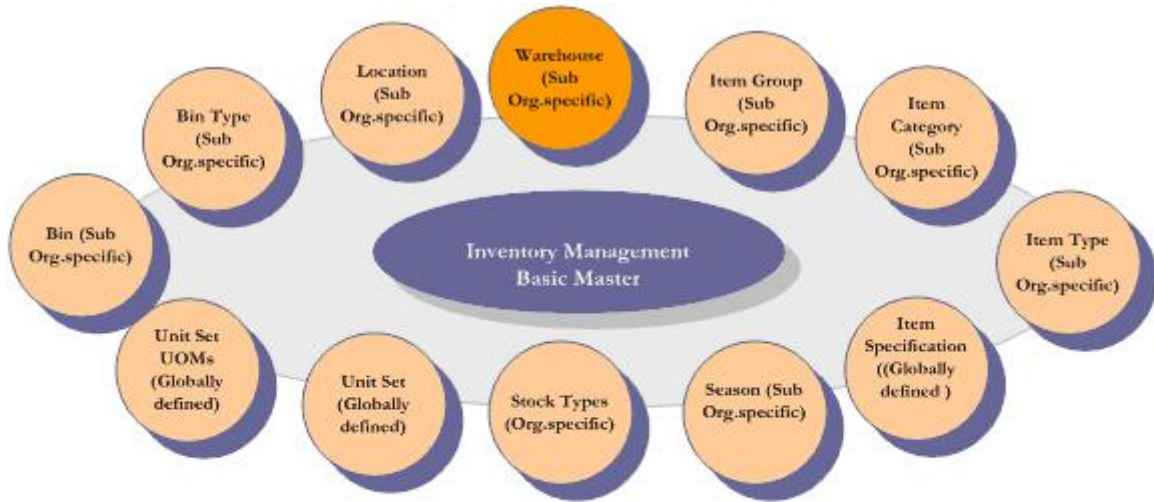 Warehouse
(Sub
Org.specific)
Location
(Sub
Org.specific)
Item Group
(Sub
Org.specific)
Bin Type
(Sub
Org.specific)
Item
Category
(Sub
Org.specific)
Bin (Sub
Org.specific)
Inventory Management
Basic Master
Item Type
(Sub
Org.specific)
Unit Set
UOMs
(Globally
defined)
Unit Set
(Globally
defined)
Stock Types
(Org.specific)
Season (Sub
Org.specific)
Item
Specification
((Globally
defined )